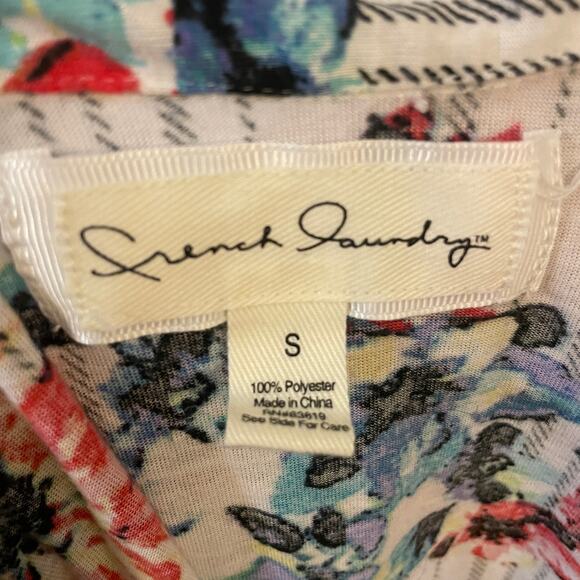 French Laundry™
S
100% Polyester
Made in China
RN#83619
See Side For Care